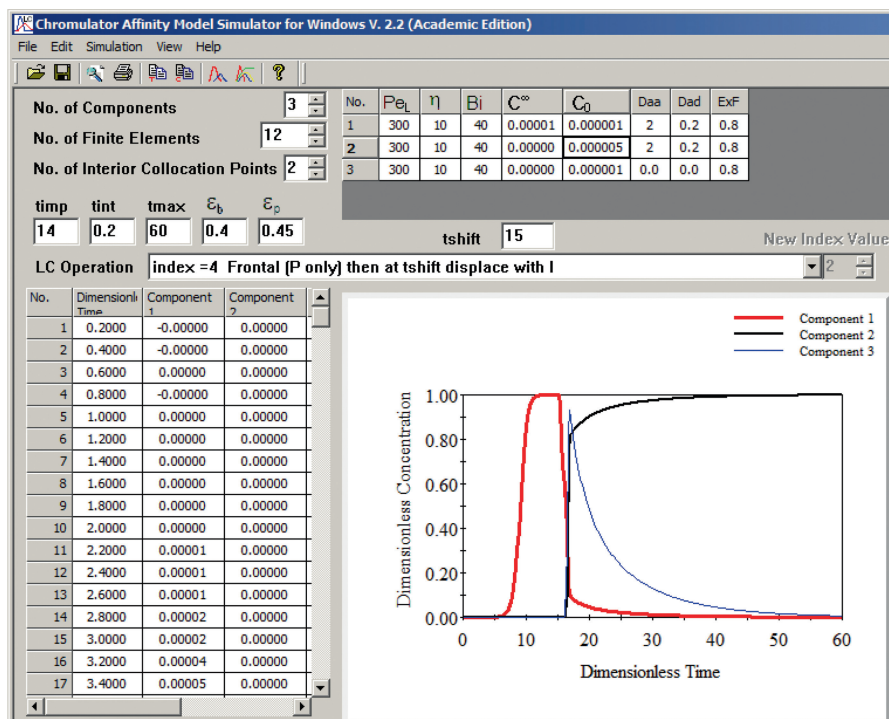 Chromulator Affinity Model Simulator for Windows V. 2.2 (Academic Edition)
File Edit Simulation View Help
No. of Components 3
No. of Finite Elements 12
No. of Interior Collocation Points 2
No. PeL η Bi C∞ C0 Daa Dad ExF
1 300 10 40 0.00001 0.000001 2 0.2 0.8
2 300 10 40 0.00000 0.000005 2 0.2 0.8
3 300 10 40 0.00000 0.000001 0.0 0.0 0.8
timp tint tmax εb εp
14 0.2 60 0.4 0.45
tshift 15
New Index Value
LC Operation index =4 Frontal (P only) then at tshift displace with I 2
No. Dimensionl Time Component 1 Component 2
1 0.2000 -0.00000 0.00000
2 0.4000 -0.00000 0.00000
3 0.6000 0.00000 0.00000
4 0.8000 -0.00000 0.00000
5 1.0000 0.00000 0.00000
6 1.2000 0.00000 0.00000
7 1.4000 0.00000 0.00000
8 1.6000 0.00000 0.00000
9 1.8000 0.00000 0.00000
10 2.0000 0.00000 0.00000
11 2.2000 0.00001 0.00000
12 2.4000 0.00001 0.00000
13 2.6000 0.00001 0.00000
14 2.8000 0.00002 0.00000
15 3.0000 0.00002 0.00000
16 3.2000 0.00004 0.00000
17 3.4000 0.00005 0.00000
Component 1
Component 2
Component 3
Dimensionless Concentration
1.00
0.80
0.60
0.40
0.20
0.00
0 10 20 30 40 50 60
Dimensionless Time